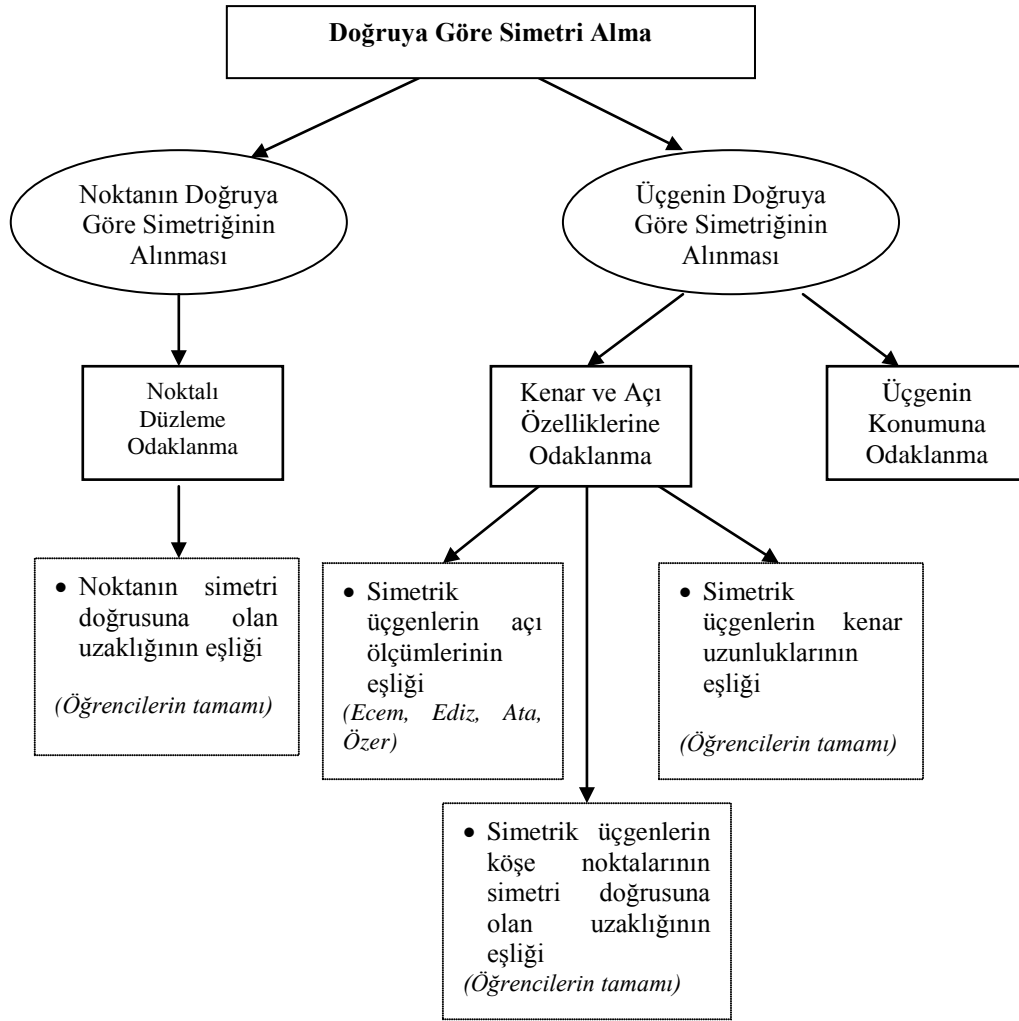 Doğruya Göre Simetri Alma
Noktanın Doğruya
Göre Simetriğinin
Alınması
Üçgenin Doğruya
Göre Simetriğinin
Alınması
Noktalı
Düzleme
Odaklanma
Kenar ve Açı
Özelliklerine
Odaklanma
Üçgenin
Konumuna
Odaklanma
• Noktanın simetri
doğrusuna olan
uzaklığının eşliği
(Öğrencilerin tamamı)
• Simetrik
üçgenlerin açı
ölçümlerinin
eşliği
(Ecem, Ediz, Ata,
Özer)
• Simetrik
üçgenlerin kenar
uzunluklarının
eşliği
(Öğrencilerin tamamı)
• Simetrik üçgenlerin
köşe noktalarının
simetri doğrusuna
olan uzaklığının
eşliği
(Öğrencilerin tamamı)